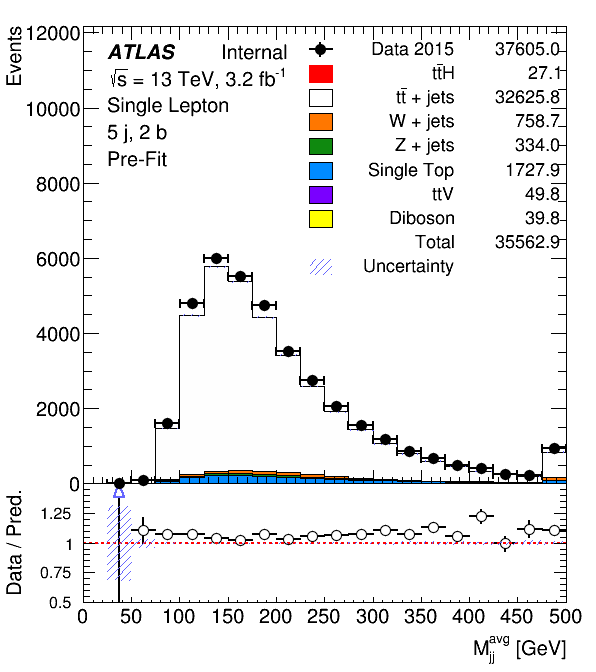 Events
12000
10000
8000
6000
4000
2000
0
ATLAS Internal
√s = 13 TeV, 3.2 fb⁻¹
Single Lepton
5 j, 2 b
Pre-Fit
Data 2015 37605.0
tt̄H 27.1
tt̄ + jets 32625.8
W + jets 758.7
Z + jets 334.0
Single Top 1727.9
ttV 49.8
Diboson 39.8
Total 35562.9
Uncertainty
Data / Pred.
1.25
1
0.75
0.5
0 50 100 150 200 250 300 350 400 450 500
M_jj^avg [GeV]